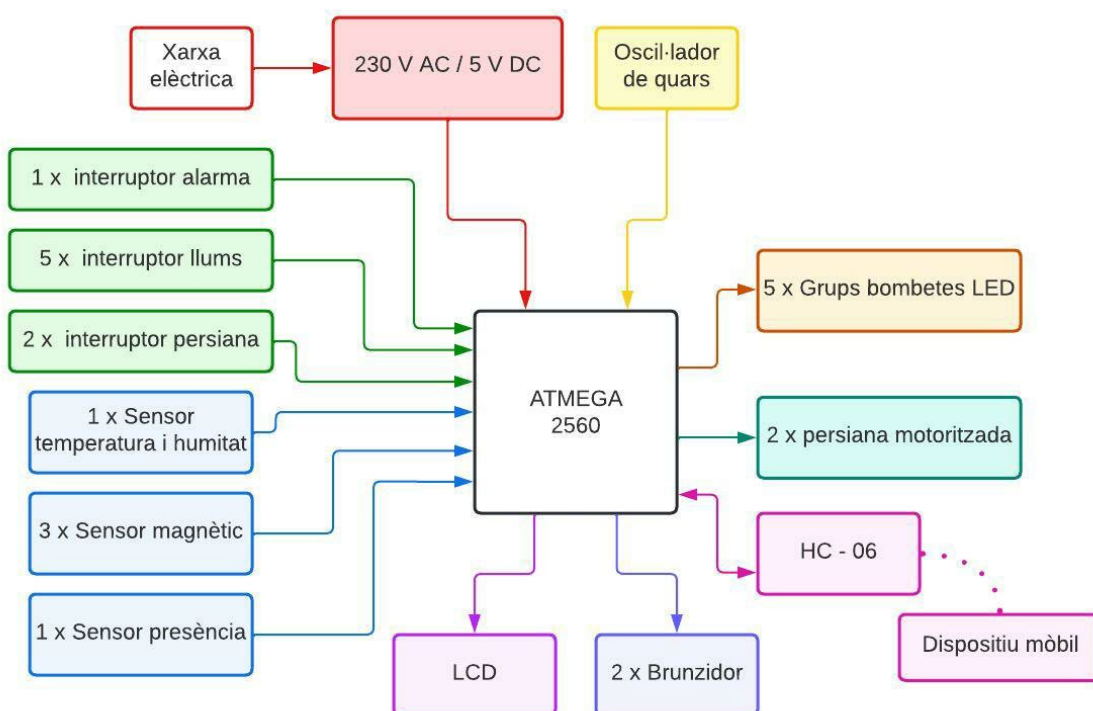 Xarxa
elèctrica
230 V AC / 5 V DC
Oscil·lador
de quars
1 x interruptor alarma
5 x interruptor llums
2 x interruptor persiana
1 x Sensor
temperatura i humitat
3 x Sensor magnètic
1 x Sensor presència
ATMEGA
2560
5 x Grups bombetes LED
2 x persiana motoritzada
HC - 06
Dispositiu mòbil
LCD
2 x Brunzidor